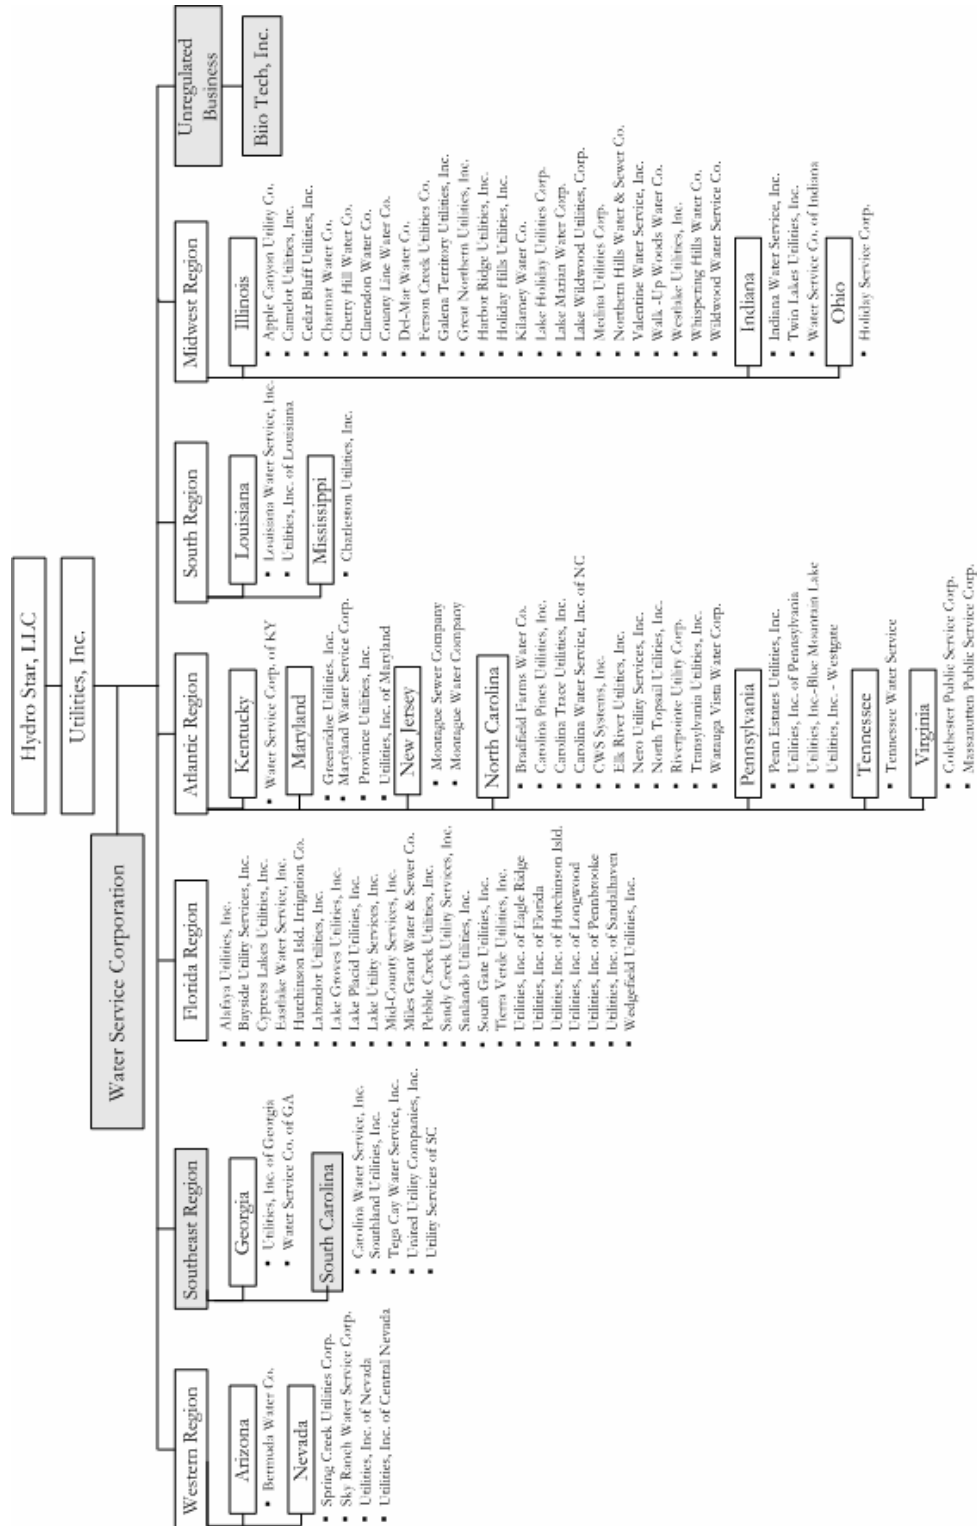 Hydro Star, LLC
Utilities, Inc.
Water Service Corporation
Western Region
Arizona
▪ Bermuda Water Co.
Nevada
▪ Spring Creek Utilities Corp.
▪ Sky Ranch Water Service Corp.
▪ Utilities, Inc. of Nevada
▪ Utilities, Inc. of Central Nevada
Southeast Region
Georgia
▪ Utilities, Inc. of Georgia
▪ Water Service Co. of GA
South Carolina
▪ Carolina Water Service, Inc.
▪ Southland Utilities, Inc.
▪ Tega Cay Water Service, Inc.
▪ United Utility Companies, Inc.
▪ Utility Services of SC
Florida Region
▪ Alafaya Utilities, Inc.
▪ Bayside Utility Services, Inc.
▪ Cypress Lakes Utilities, Inc.
▪ Eastlake Water Service, Inc.
▪ Hutchinson Isld. Irrigation Co.
▪ Labrador Utilities, Inc.
▪ Lake Groves Utilities, Inc.
▪ Lake Placid Utilities, Inc.
▪ Lake Utility Services, Inc.
▪ Mid-County Services, Inc.
▪ Miles Grant Water & Sewer Co.
▪ Pebble Creek Utilities, Inc.
▪ Sandy Creek Utility Services, Inc.
▪ Sanlando Utilities, Inc.
▪ South Gate Utilities, Inc.
▪ Tierra Verde Utilities, Inc.
▪ Utilities, Inc. of Eagle Ridge
▪ Utilities, Inc. of Florida
▪ Utilities, Inc. of Hutchinson Isld.
▪ Utilities, Inc. of Longwood
▪ Utilities, Inc. of Pennbrooke
▪ Utilities, Inc. of Sandalhaven
▪ Wedgefield Utilities, Inc.
Atlantic Region
Kentucky
▪ Water Service Corp. of KY
Maryland
▪ Greenridge Utilities, Inc.
▪ Maryland Water Service Corp.
▪ Province Utilities, Inc.
▪ Utilities, Inc. of Maryland
New Jersey
▪ Montague Sewer Company
▪ Montague Water Company
North Carolina
▪ Bradfield Farms Water Co.
▪ Carolina Pines Utilities, Inc.
▪ Carolina Trace Utilities, Inc.
▪ Carolina Water Service, Inc. of NC
▪ CWS Systems, Inc.
▪ Elk River Utilities, Inc.
▪ Nero Utility Services, Inc.
▪ North Topsail Utilities, Inc.
▪ Riverpointe Utility Corp.
▪ Transylvania Utilities, Inc.
▪ Watauga Vista Water Corp.
Pennsylvania
▪ Penn Estates Utilities, Inc.
▪ Utilities, Inc. of Pennsylvania
▪ Utilities, Inc-Blue Mountain Lake
▪ Utilities, Inc. - Westgate
Tennessee
▪ Tennessee Water Service
Virginia
▪ Colchester Public Service Corp.
▪ Massanutten Public Service Corp.
South Region
Louisiana
▪ Louisiana Water Service, Inc.
▪ Utilities, Inc. of Louisiana
Mississippi
▪ Charleston Utilities, Inc.
Midwest Region
Illinois
▪ Apple Canyon Utility Co.
▪ Camelot Utilities, Inc.
▪ Cedar Bluff Utilities, Inc.
▪ Charmar Water Co.
▪ Cherry Hill Water Co.
▪ Clarendon Water Co.
▪ County Line Water Co.
▪ Del-Mar Water Co.
▪ Ferson Creek Utilities Co.
▪ Galena Territory Utilities, Inc.
▪ Great Northern Utilities, Inc.
▪ Harbor Ridge Utilities, Inc.
▪ Holiday Hills Utilities, Inc.
▪ Kilarney Water Co.
▪ Lake Holiday Utilities Corp.
▪ Lake Marian Water Corp.
▪ Lake Wildwood Utilities, Corp.
▪ Medina Utilities Corp.
▪ Northern Hills Water & Sewer Co.
▪ Valentine Water Service, Inc.
▪ Walk -Up Woods Water Co.
▪ Westlake Utilities, Inc.
▪ Whispering Hills Water Co.
▪ Wildwood Water Service Co.
Indiana
▪ Indiana Water Service, Inc.
▪ Twin Lakes Utilities, Inc.
▪ Water Service Co. of Indiana
Ohio
▪ Holiday Service Corp.
Unregulated
Business
Biio Tech, Inc.